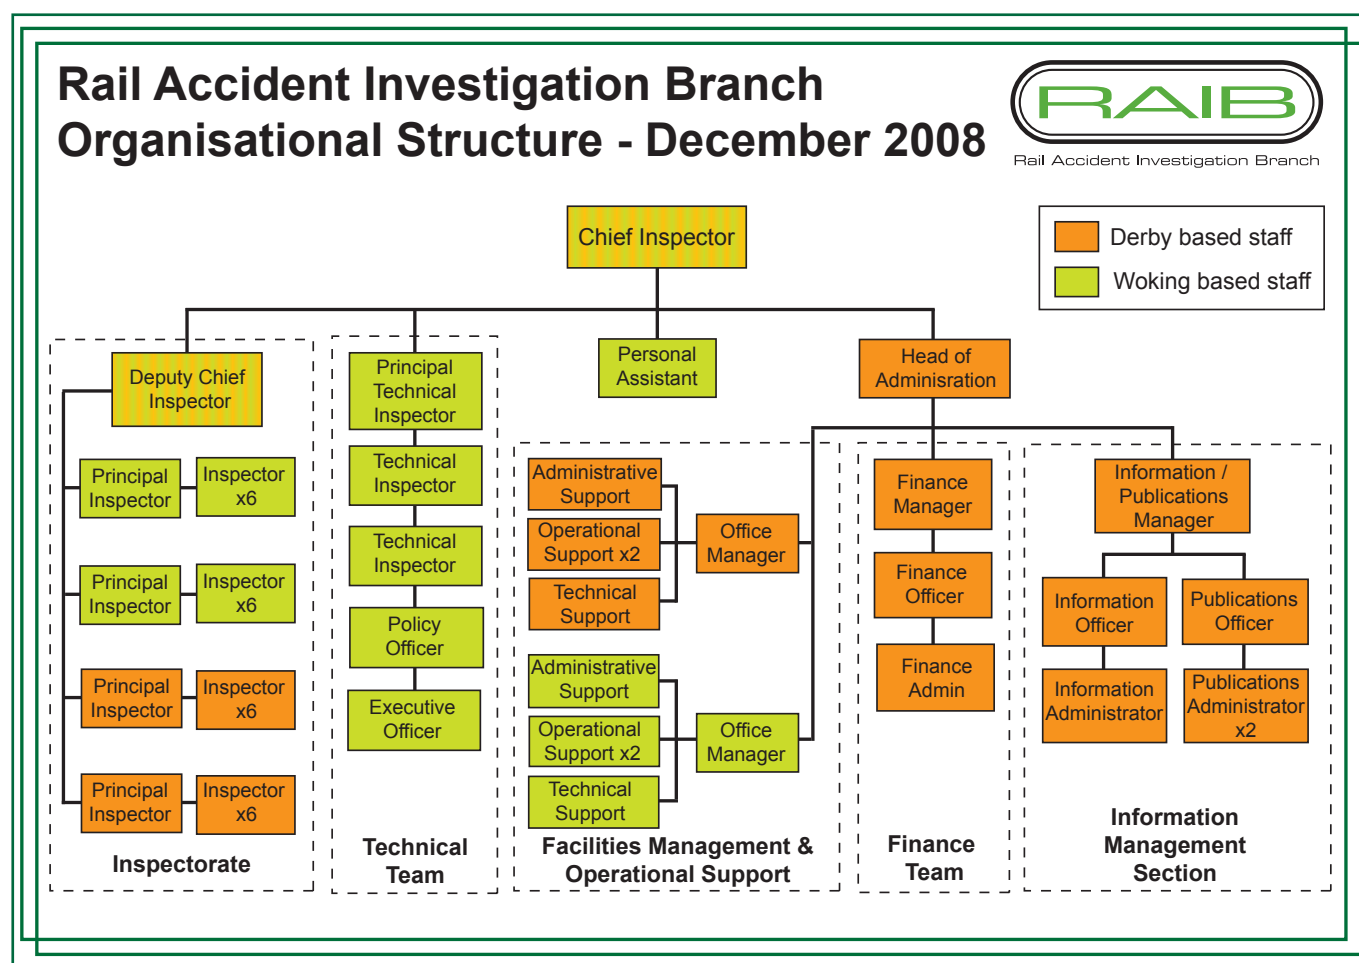 Rail Accident Investigation Branch
Organisational Structure - December 2008
RAIB
Rail Accident Investigation Branch
Chief Inspector
Derby based staff
Woking based staff
Deputy Chief
Inspector
Principal
Inspector
Inspector
x6
Principal
Inspector
Inspector
x6
Principal
Inspector
Inspector
x6
Principal
Inspector
Inspector
x6
Inspectorate
Principal
Technical
Inspector
Technical
Inspector
Technical
Inspector
Policy
Officer
Executive
Officer
Technical
Team
Personal
Assistant
Head of
Adminisration
Administrative
Support
Operational
Support x2
Technical
Support
Office
Manager
Administrative
Support
Operational
Support x2
Technical
Support
Office
Manager
Facilities Management &
Operational Support
Finance
Manager
Finance
Officer
Finance
Admin
Finance
Team
Information /
Publications
Manager
Information
Officer
Publications
Officer
Information
Administrator
Publications
Administrator
x2
Information
Management
Section